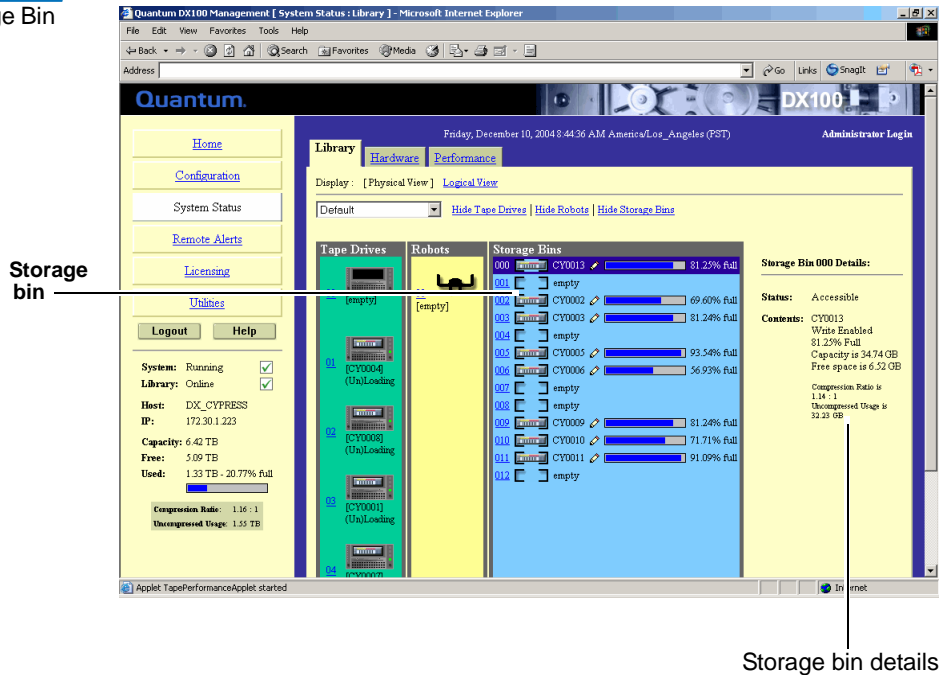 ge Bin
Quantum DX100 Management [ System Status : Library ] - Microsoft Internet Explorer
File Edit View Favorites Tools Help
Back Search Favorites Media
Address Go Links SnagIt
Quantum. DX100
Friday, December 10, 2004 8:44:36 AM America/Los_Angeles (PST) Administrator Login
Home
Configuration
System Status
Remote Alerts
Licensing
Utilities
Logout Help
System: Running
Library: Online
Host: DX_CYPRESS
IP: 172.30.1.223
Capacity: 6.42 TB
Free: 5.09 TB
Used: 1.33 TB - 20.77% full
Compression Ratio: 1.16 : 1
Uncompressed Usage: 1.55 TB
Library Hardware Performance
Display : [ Physical View ] Logical View
Default Hide Tape Drives | Hide Robots | Hide Storage Bins
Tape Drives
[empty]
01
[CY0004]
(Un)Loading
02
[CY0008]
(Un)Loading
03
[CY0001]
(Un)Loading
04
Robots
[empty]
Storage Bins
000 CY0013 81.25% full
001 empty
002 CY0002 69.60% full
003 CY0003 81.24% full
004 empty
005 CY0005 93.54% full
006 CY0006 56.93% full
007 empty
008 empty
009 CY0009 81.24% full
010 CY0010 71.71% full
011 CY0011 91.09% full
012 empty
Storage Bin 000 Details:
Status: Accessible
Contents: CY0013
Write Enabled
81.25% Full
Capacity is 34.74 GB
Free space is 6.52 GB
Compression Ratio is
1.14 : 1
Uncompressed Usage is
32.23 GB
Applet TapePerformanceApplet started
Storage
bin
Storage bin details